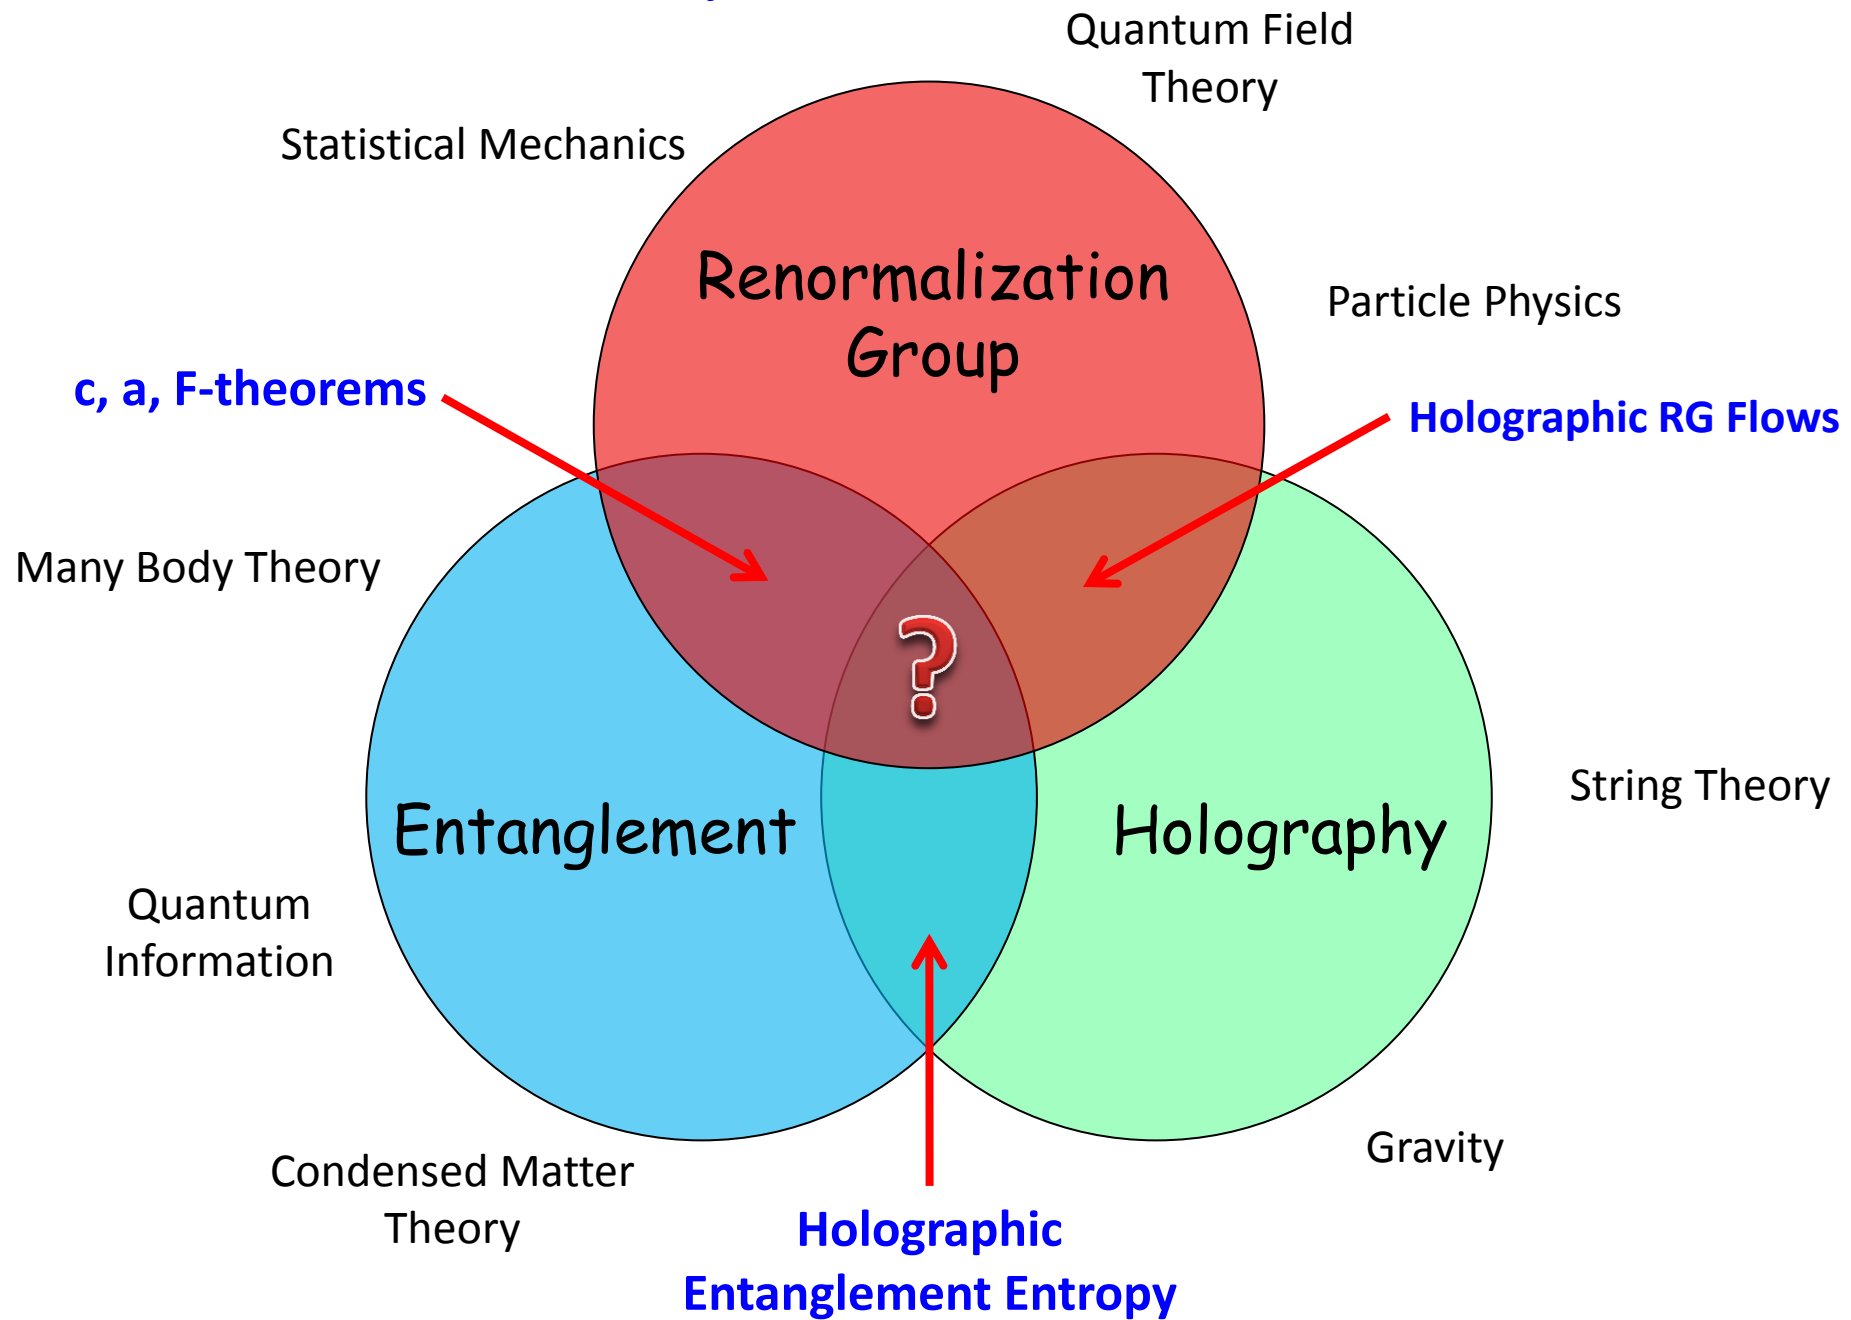 Quantum Field
Theory
Statistical Mechanics
Renormalization
Group
Particle Physics
c, a, F-theorems
Holographic RG Flows
Many Body Theory
?
String Theory
Entanglement
Holography
Quantum
Information
Gravity
Condensed Matter
Theory
Holographic
Entanglement Entropy